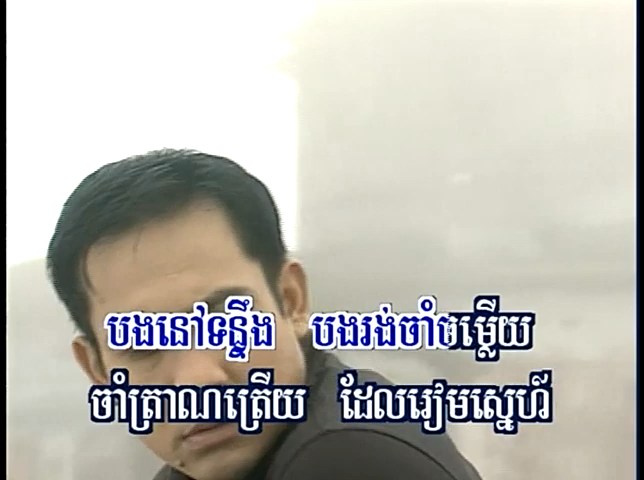 បងនៅទន្នឹង បងរង់ចាំចម្លើយ
ចាំត្រាណត្រើយ ដែលរៀមស្នេហ៍